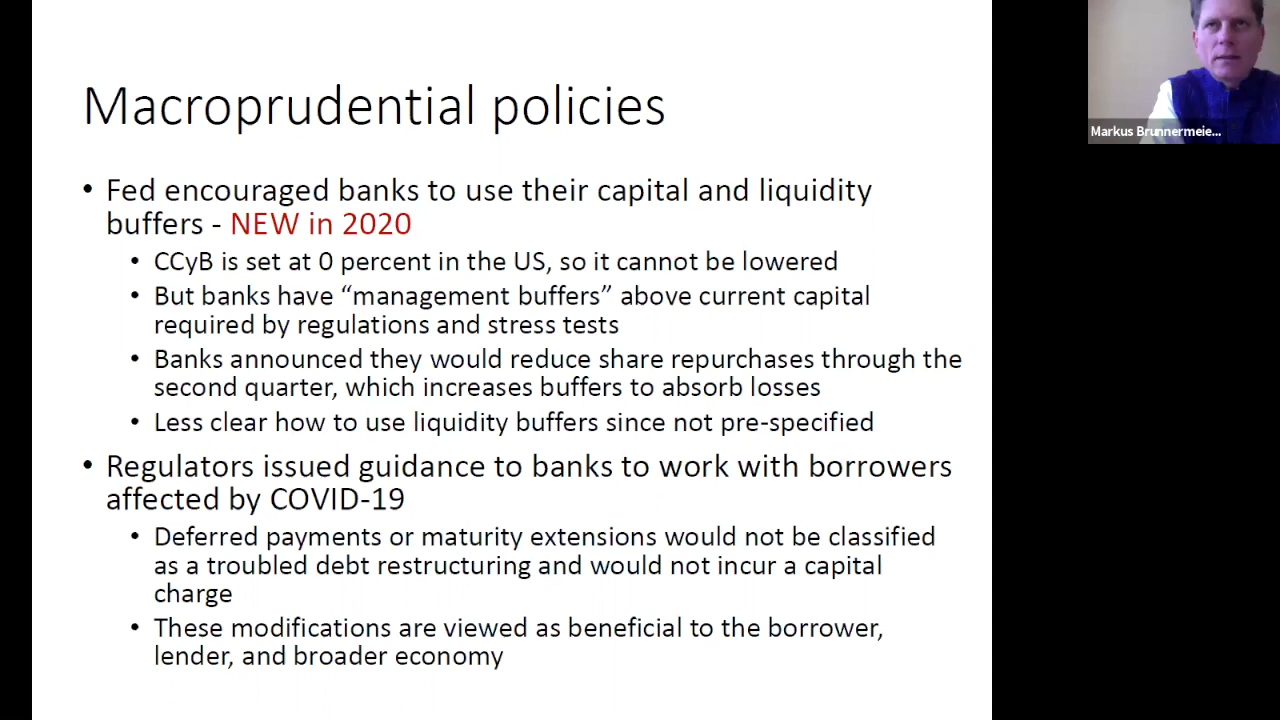 Macroprudential policies
• Fed encouraged banks to use their capital and liquidity
buffers - NEW in 2020
• CCyB is set at 0 percent in the US, so it cannot be lowered
• But banks have “management buffers” above current capital
required by regulations and stress tests
• Banks announced they would reduce share repurchases through the
second quarter, which increases buffers to absorb losses
• Less clear how to use liquidity buffers since not pre-specified
• Regulators issued guidance to banks to work with borrowers
affected by COVID-19
• Deferred payments or maturity extensions would not be classified
as a troubled debt restructuring and would not incur a capital
charge
• These modifications are viewed as beneficial to the borrower,
lender, and broader economy
Markus Brunnermeie...